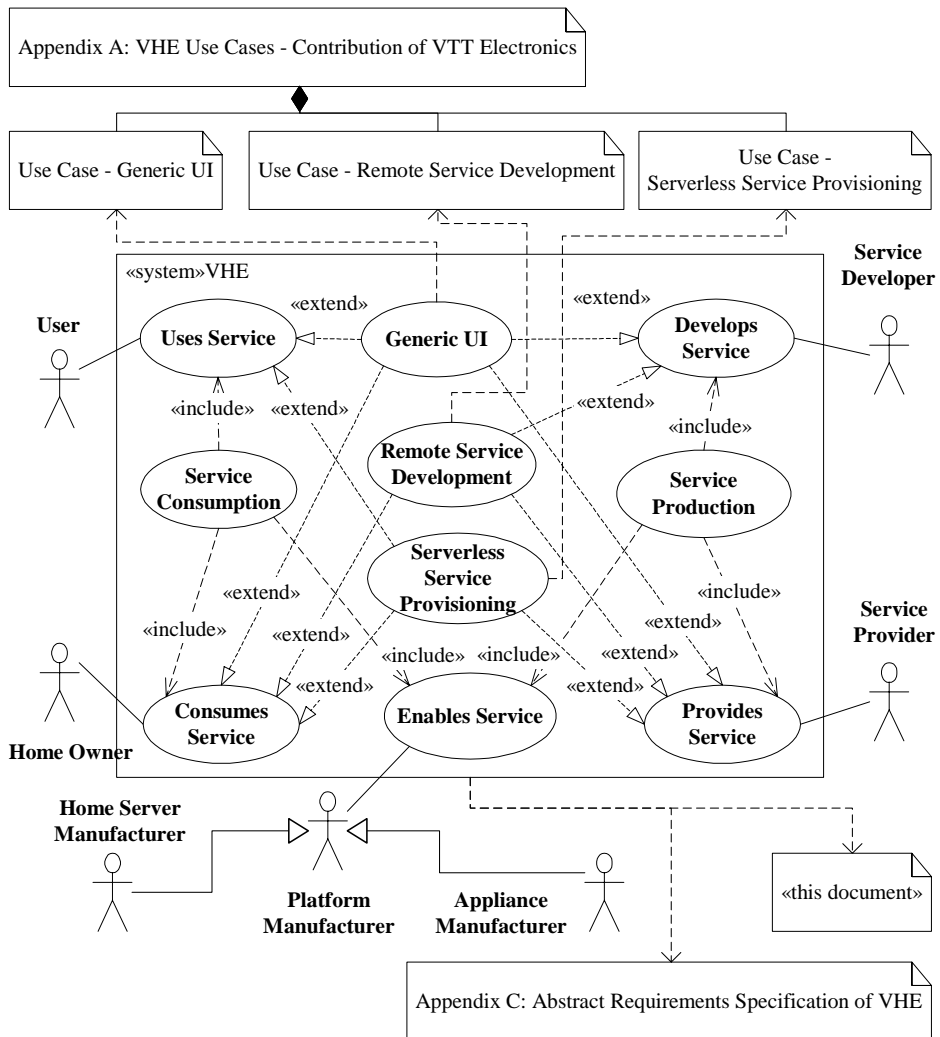 Appendix A: VHE Use Cases - Contribution of VTT Electronics
Use Case - Generic UI
Use Case - Remote Service Development
Use Case -
Serverless Service Provisioning
«system»VHE
Service
Developer
User
«extend»
«extend»
Uses Service
Generic UI
Develops
Service
«include»
«extend»
«extend»
«include»
Remote Service
Development
Service
Consumption
Service
Production
Serverless
Service
Provisioning
«extend»
«extend»
«include»
«include»
«extend»
«extend»
«include»
«include»
«extend»
«extend»
Service
Provider
Consumes
Service
Enables Service
Provides
Service
Home Owner
Home Server
Manufacturer
Platform
Manufacturer
Appliance
Manufacturer
«this document»
Appendix C: Abstract Requirements Specification of VHE